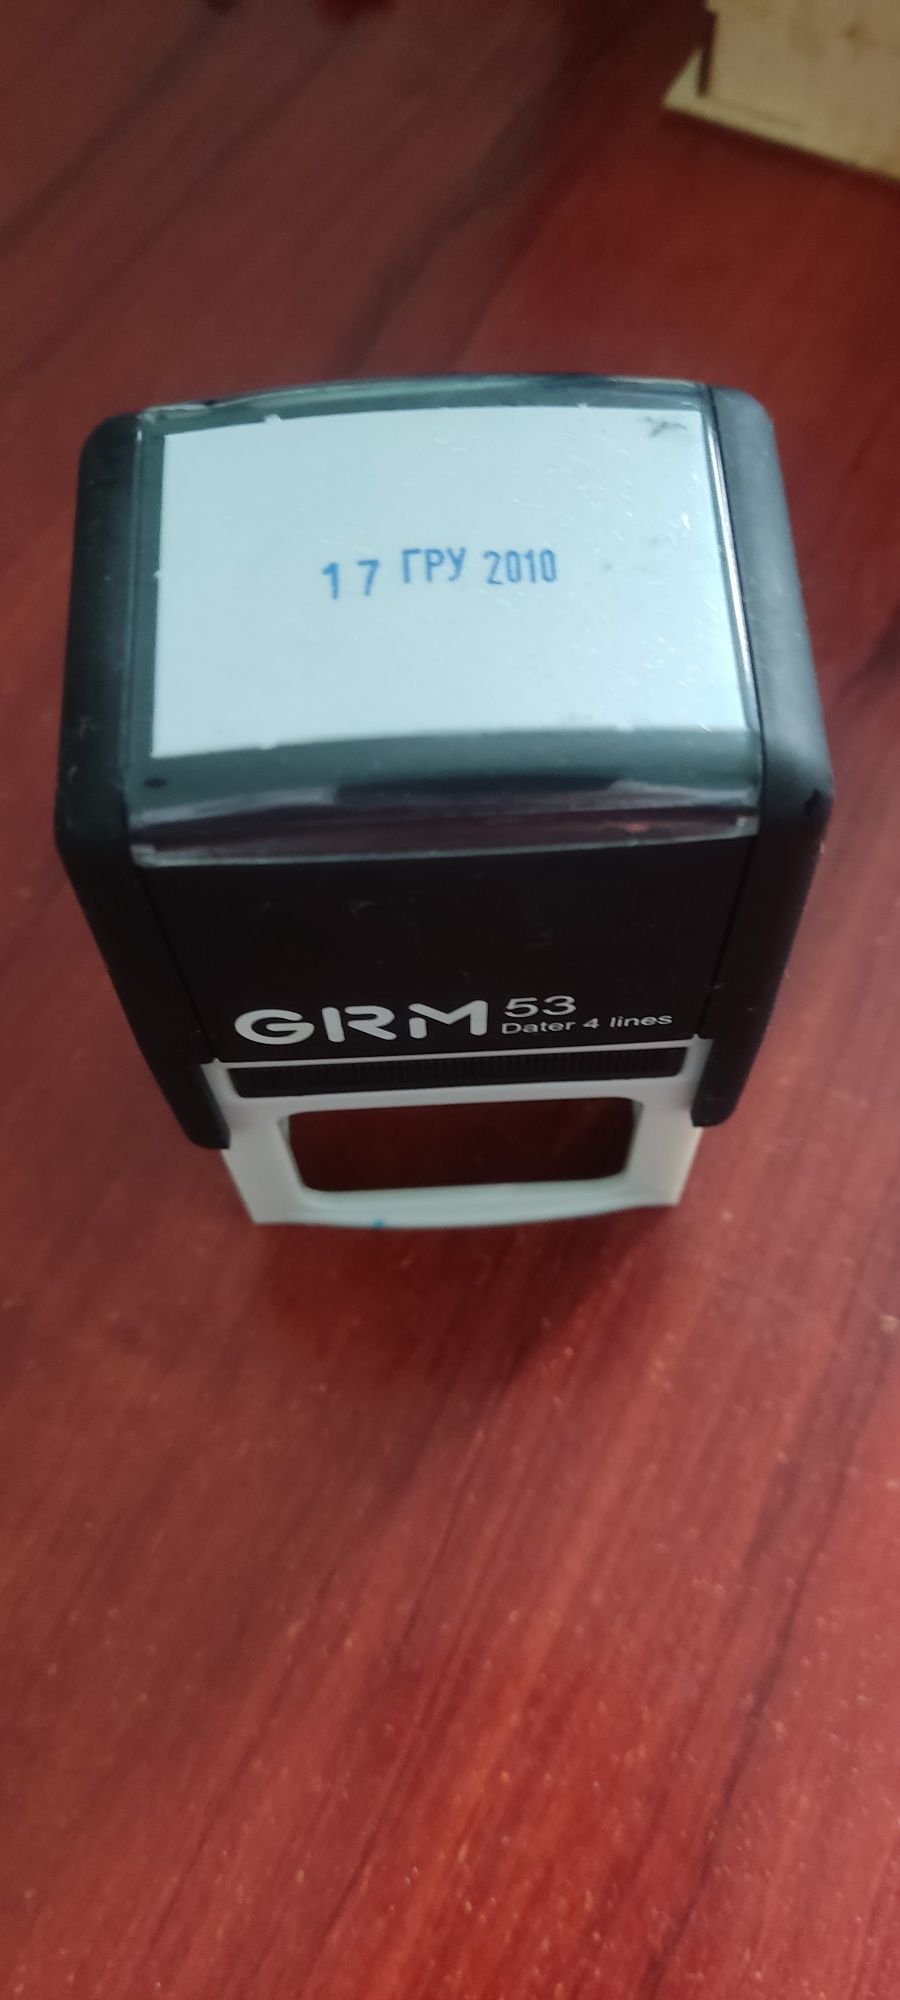 17 ГРУ 2010
GRM 53
Dater 4 lines